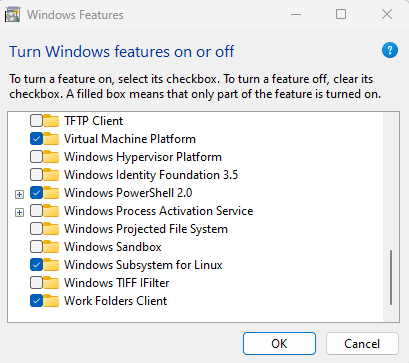 Windows Features
Turn Windows features on or off
To turn a feature on, select its checkbox. To turn a feature off, clear its
checkbox. A filled box means that only part of the feature is turned on.
TFTP Client
Virtual Machine Platform
Windows Hypervisor Platform
Windows Identity Foundation 3.5
Windows PowerShell 2.0
Windows Process Activation Service
Windows Projected File System
Windows Sandbox
Windows Subsystem for Linux
Windows TIFF IFilter
Work Folders Client
OK Cancel